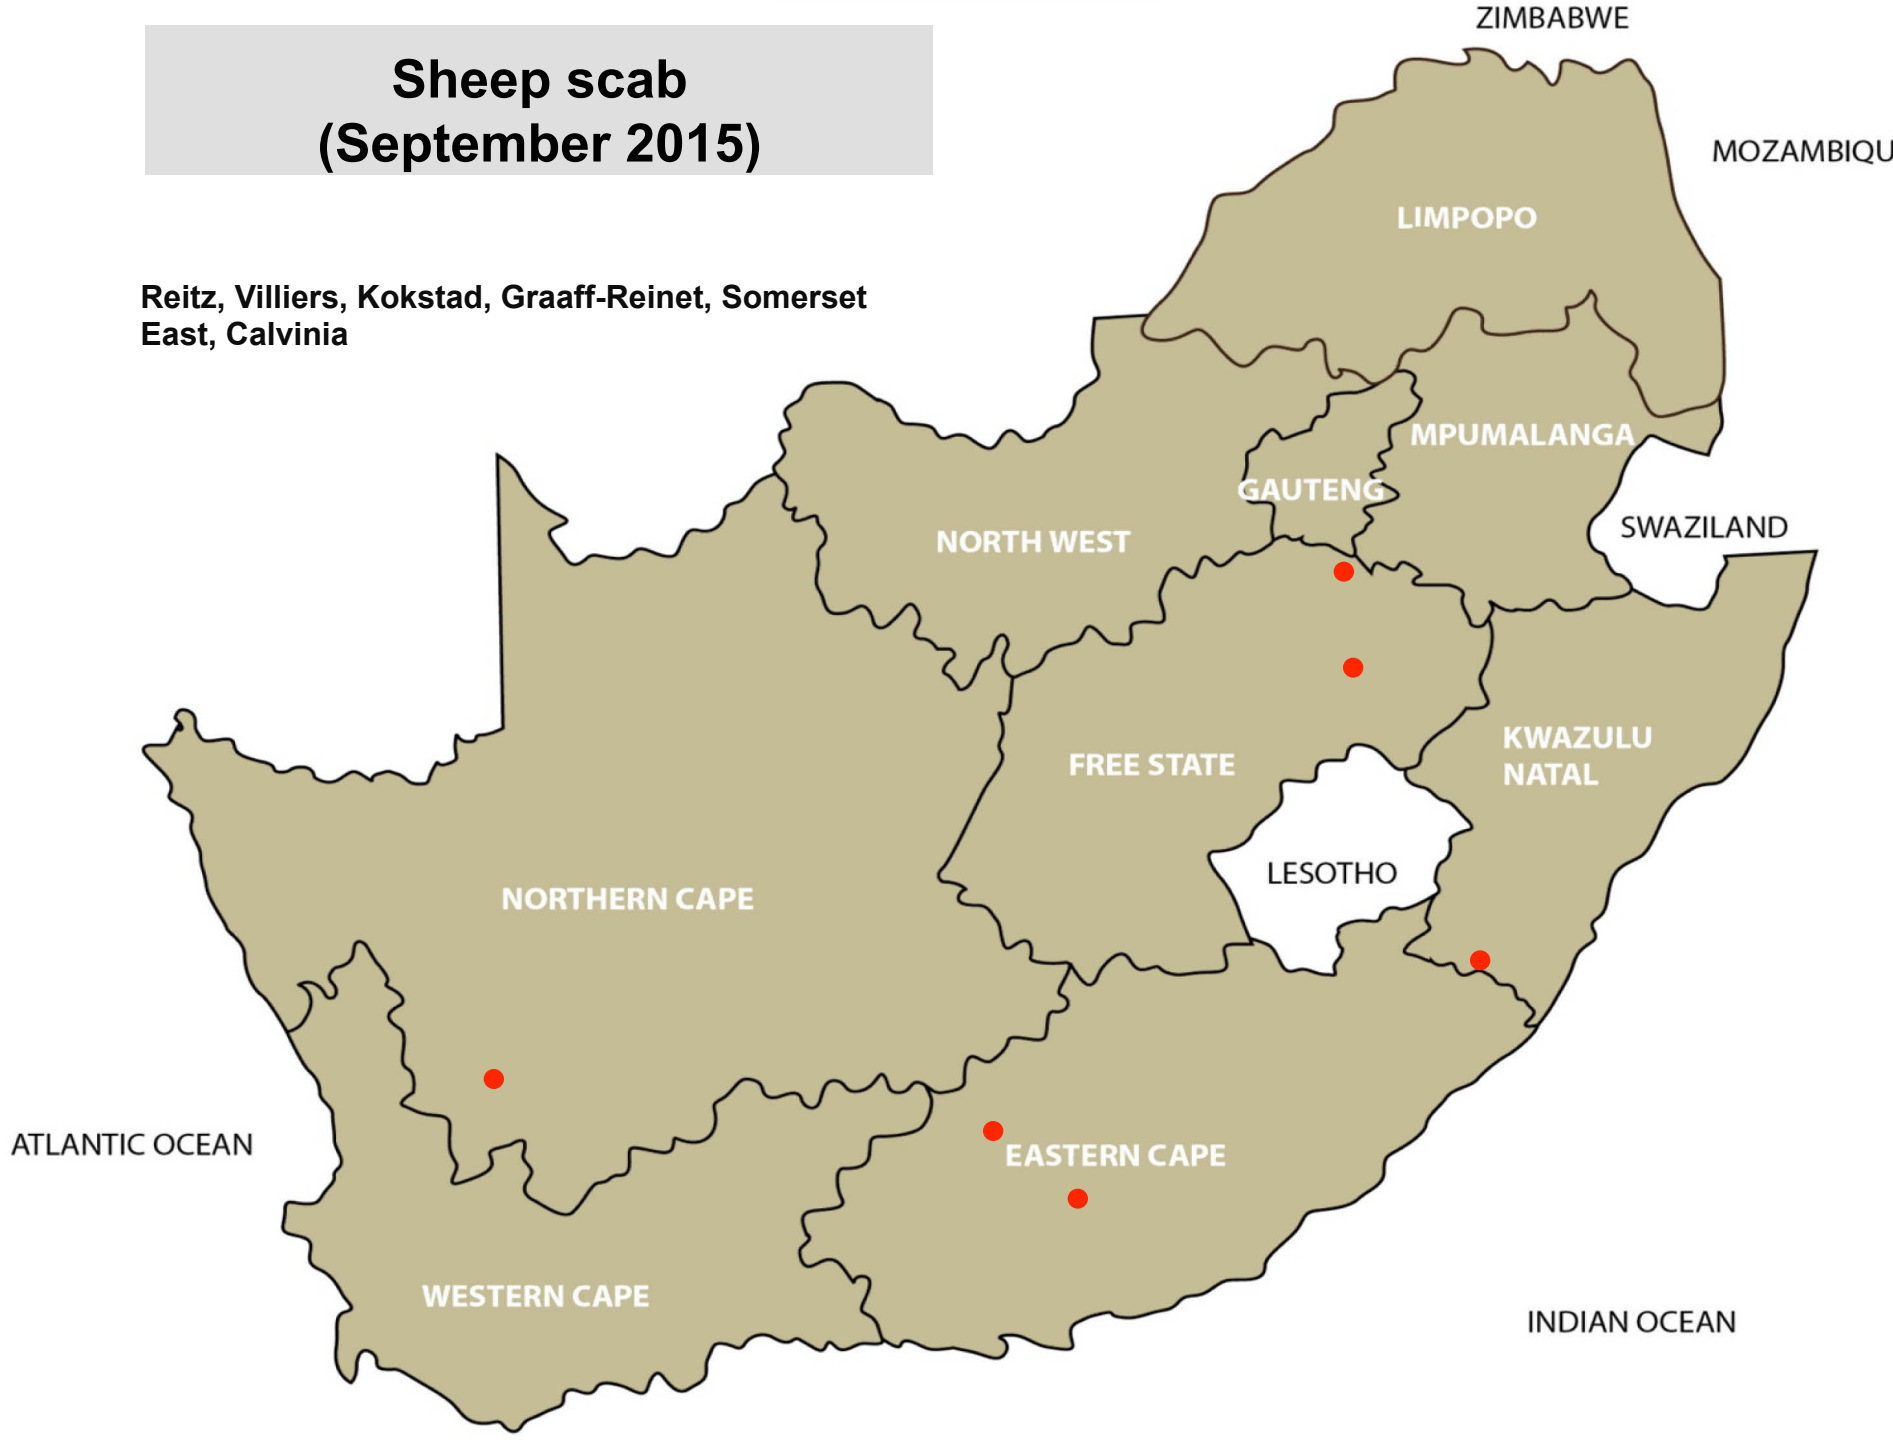 Sheep scab
(September 2015)
Reitz, Villiers, Kokstad, Graaff-Reinet, Somerset
East, Calvinia
ZIMBABWE
MOZAMBIQU
LIMPOPO
MPUMALANGA
GAUTENG
SWAZILAND
NORTH WEST
KWAZULU
NATAL
FREE STATE
LESOTHO
NORTHERN CAPE
ATLANTIC OCEAN
EASTERN CAPE
WESTERN CAPE
INDIAN OCEAN